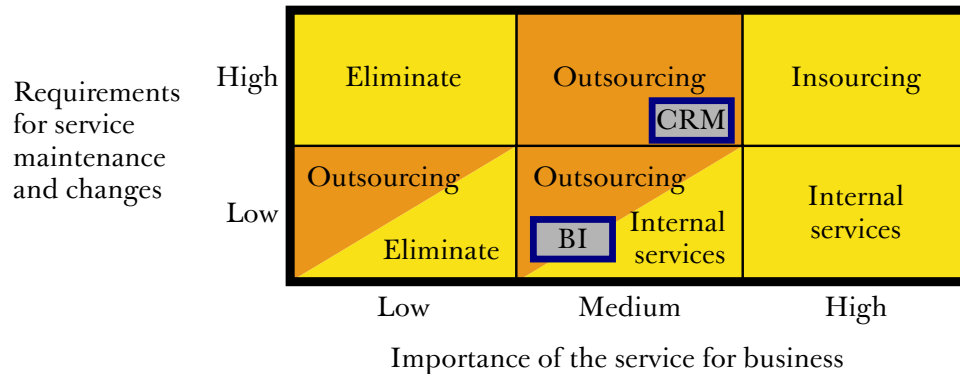 Requirements
for service
maintenance
and changes
High
Eliminate
Outsourcing
CRM
Insourcing
Low
Outsourcing
Eliminate
Outsourcing
BI
Internal
services
Internal
services
Low
Medium
High
Importance of the service for business